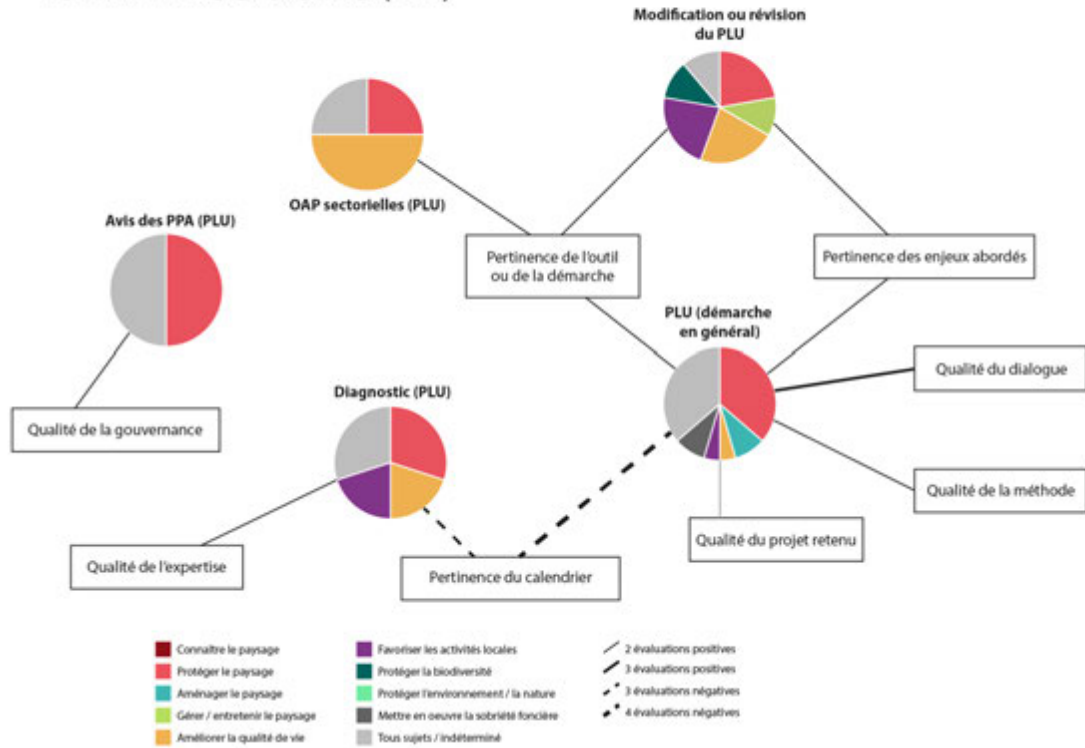 Modification ou révision
du PLU
OAP sectorielles (PLU)
Avis des PPA (PLU)
Pertinence de l'outil
ou de la démarche
Pertinence des enjeux abordés
PLU (démarche
en général)
Qualité du dialogue
Diagnostic (PLU)
Qualité de la gouvernance
Qualité de la méthode
Qualité du projet retenu
Qualité de l'expertise
Pertinence du calendrier
Connaître le paysage
Protéger le paysage
Aménager le paysage
Gérer / entretenir le paysage
Améliorer la qualité de vie
Favoriser les activités locales
Protéger la biodiversité
Protéger l'environnement / la nature
Mettre en oeuvre la sobriété foncière
Tous sujets / indéterminé
2 évaluations positives
3 évaluations positives
3 évaluations négatives
4 évaluations négatives